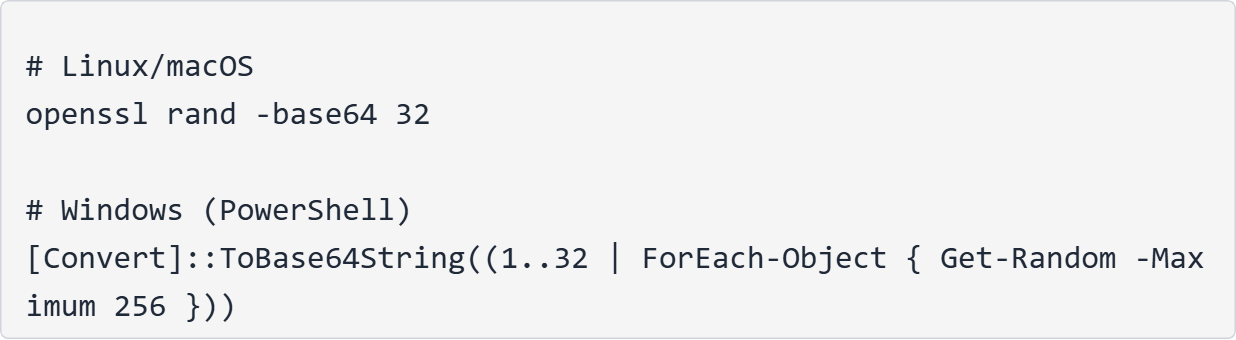 # Linux/macOS
openssl rand -base64 32
# Windows (PowerShell)
[Convert]::ToBase64String((1..32 | ForEach-Object { Get-Random -Max
imum 256 }))